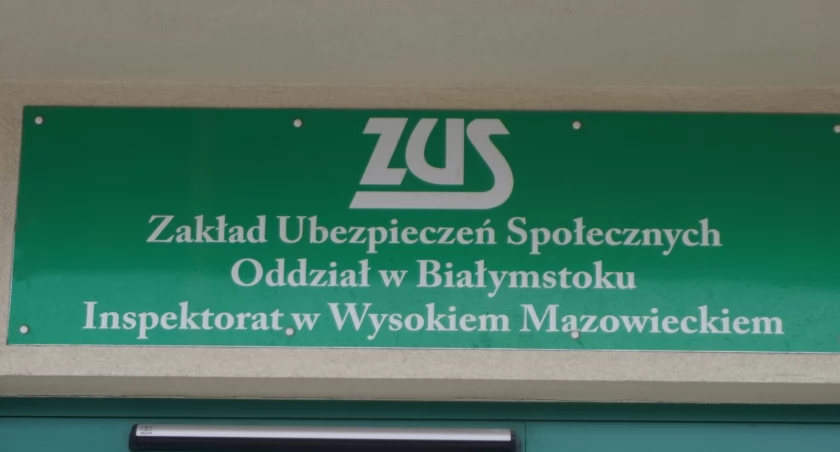 ZUS
Zakład Ubezpieczeń Społecznych
Oddział w Białymstoku
Inspektorat w Wysokiem Mazowieckiem